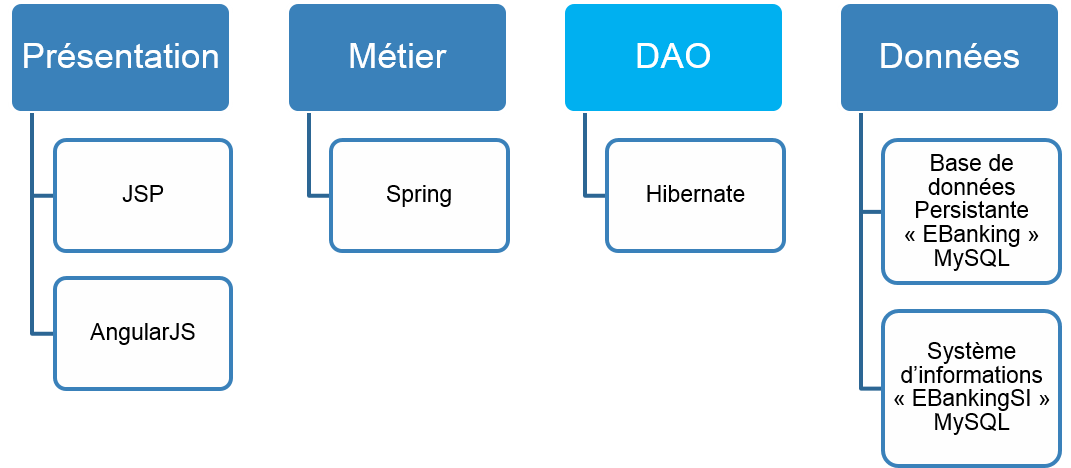 Présentation
Métier
DAO
Données
JSP
AngularJS
Spring
Hibernate
Base de
données
Persistante
« EBanking »
MySQL
Système
d’informations
« EBankingSI »
MySQL